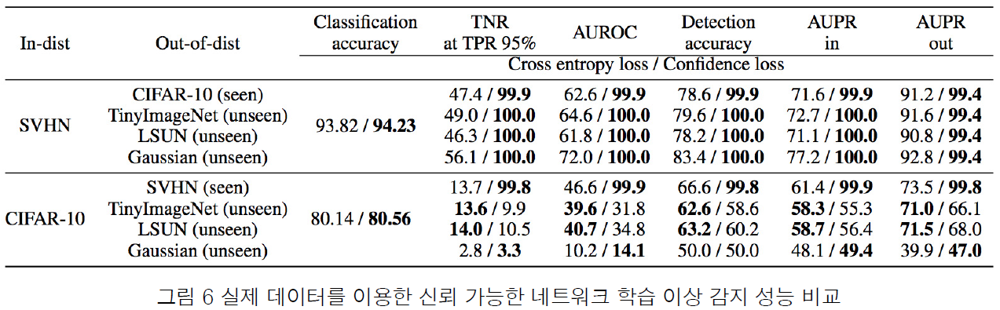 In-dist Out-of-dist Classification accuracy TNR at TPR 95% AUROC Detection accuracy AUPR in AUPR out
Cross entropy loss / Confidence loss
SVHN CIFAR-10 (seen) 93.82 / 94.23 47.4 / 99.9 62.6 / 99.9 78.6 / 99.9 71.6 / 99.9 91.2 / 99.4
TinyImageNet (unseen) 49.0 / 100.0 64.6 / 100.0 79.6 / 100.0 72.7 / 100.0 91.6 / 99.4
LSUN (unseen) 46.3 / 100.0 61.8 / 100.0 78.2 / 100.0 71.1 / 100.0 90.8 / 99.4
Gaussian (unseen) 56.1 / 100.0 72.0 / 100.0 83.4 / 100.0 77.2 / 100.0 92.8 / 99.4
CIFAR-10 SVHN (seen) 80.14 / 80.56 13.7 / 99.8 46.6 / 99.9 66.6 / 99.8 61.4 / 99.9 73.5 / 99.8
TinyImageNet (unseen) 13.6 / 9.9 39.6 / 31.8 62.6 / 58.6 58.3 / 55.3 71.0 / 66.1
LSUN (unseen) 14.0 / 10.5 40.7 / 34.8 63.2 / 60.2 58.7 / 56.4 71.5 / 68.0
Gaussian (unseen) 2.8 / 3.3 10.2 / 14.1 50.0 / 50.0 48.1 / 49.4 39.9 / 47.0
그림 6 실제 데이터를 이용한 신뢰 가능한 네트워크 학습 이상 감지 성능 비교